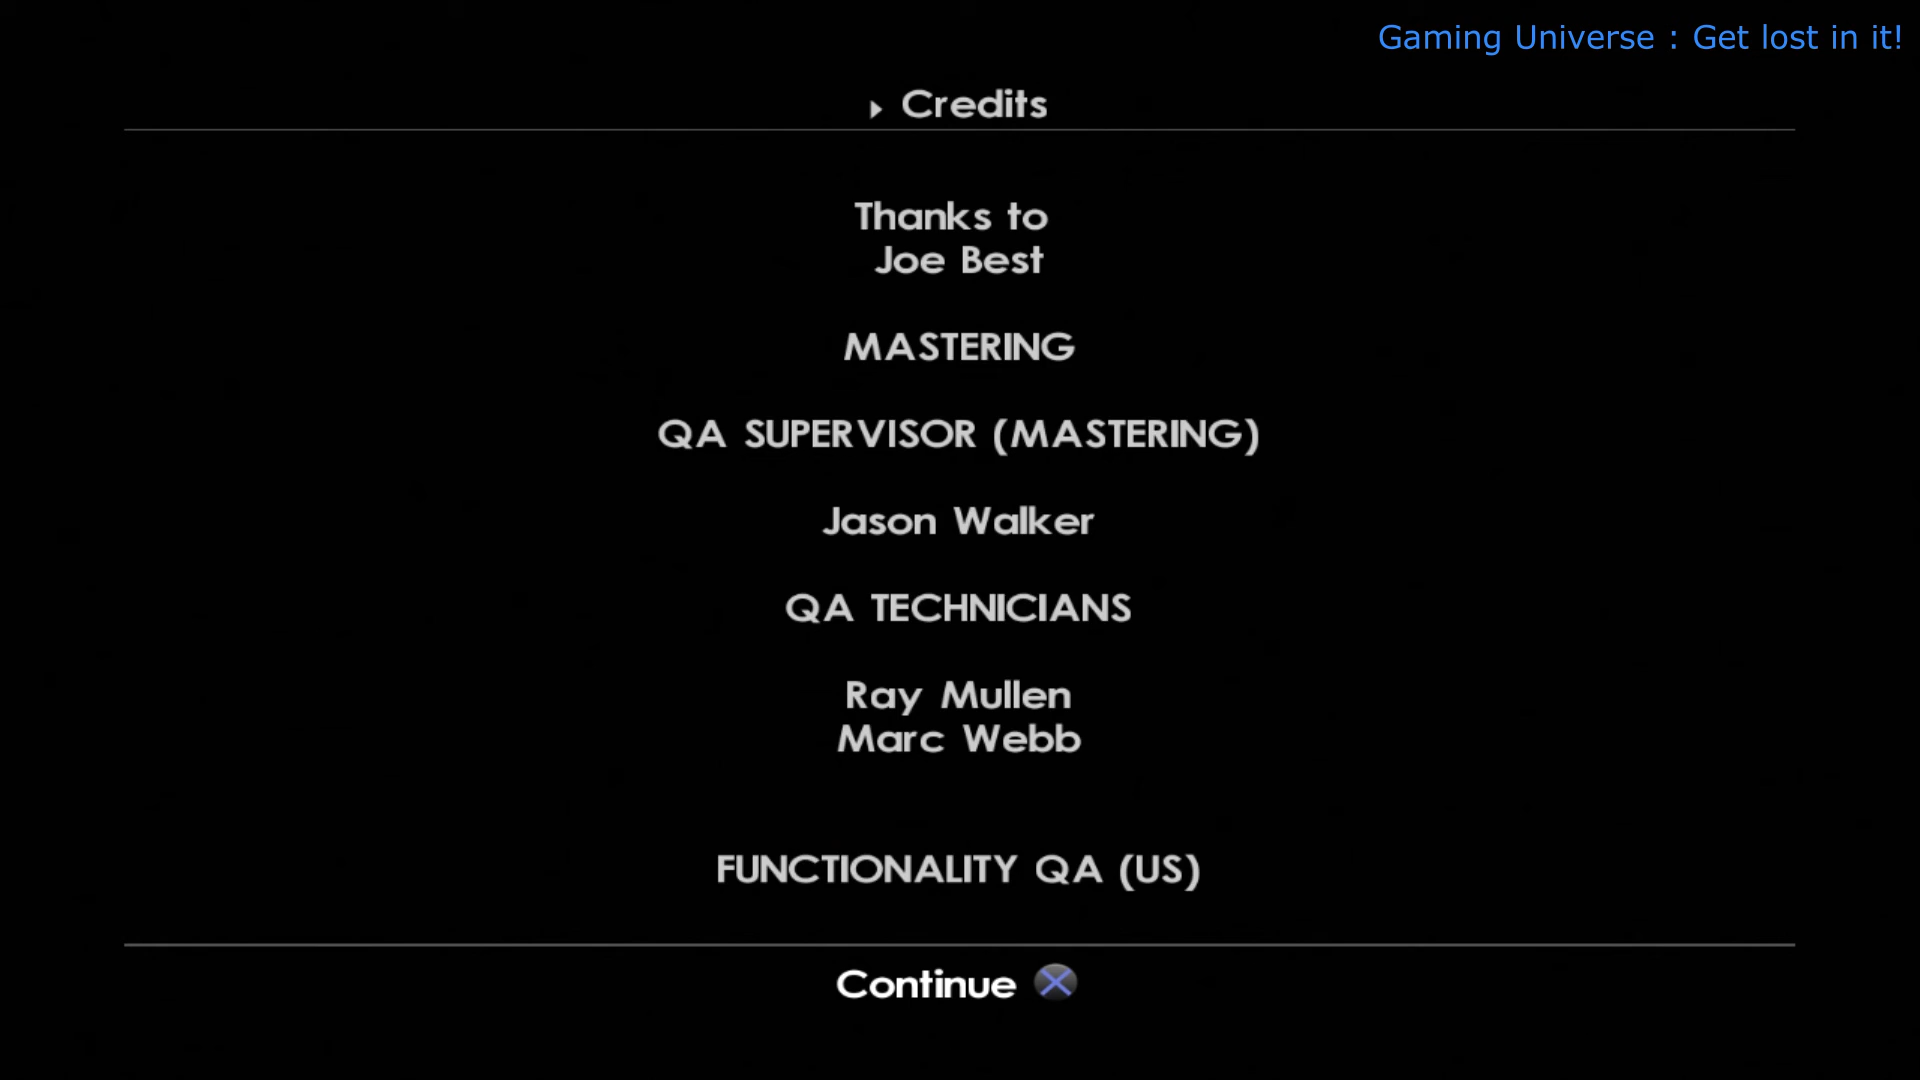 Gaming Universe : Get lost in it!
Credits
Thanks to
Joe Best
MASTERING
QA SUPERVISOR (MASTERING)
Jason Walker
QA TECHNICIANS
Ray Mullen
Marc Webb
FUNCTIONALITY QA (US)
Continue